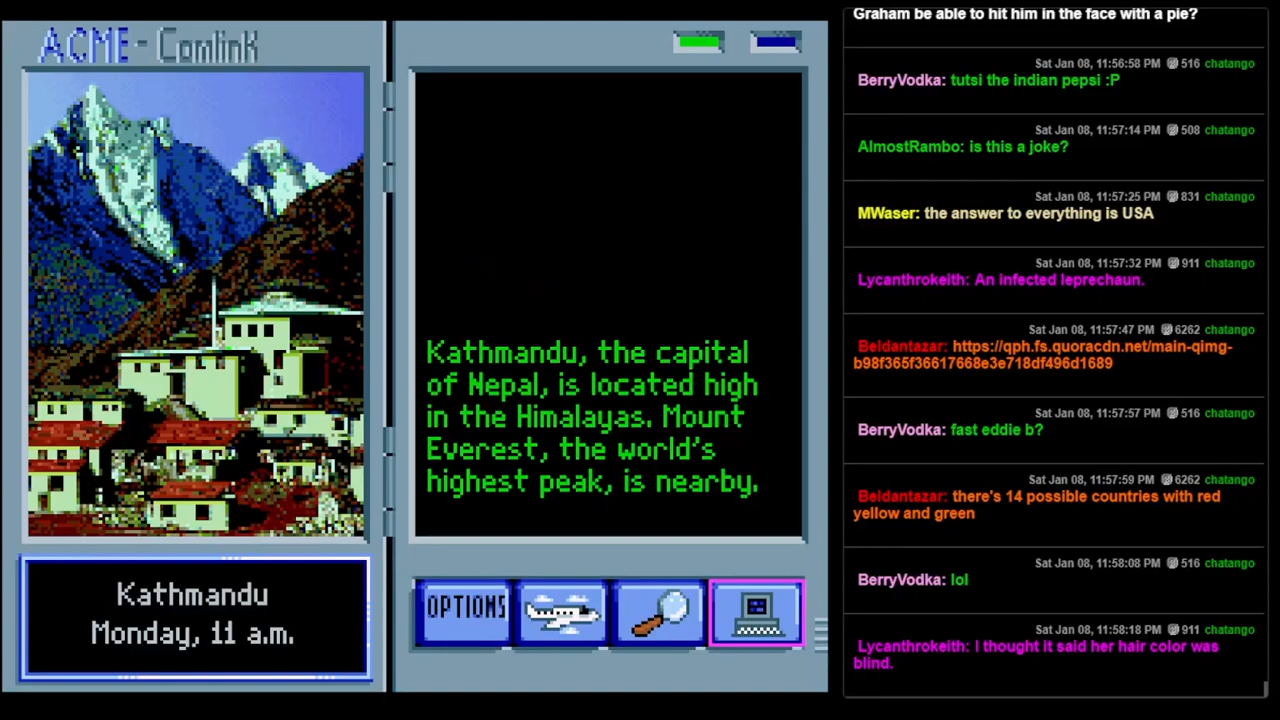 ACME - ComlinK
Kathmandu
Monday, 11 a.m.
Kathmandu, the capital
of Nepal, is located high
in the Himalayas. Mount
Everest, the world's
highest peak, is nearby.
OPTIONS
Graham be able to hit him in the face with a pie?
Sat Jan 08, 11:56:58 PM 516 chatango
BerryVodka: tutsi the indian pepsi :P
Sat Jan 08, 11:57:14 PM 508 chatango
AlmostRambo: is this a joke?
Sat Jan 08, 11:57:25 PM 831 chatango
MWaser: the answer to everything is USA
Sat Jan 08, 11:57:32 PM 911 chatango
Lycanthrokeith: An infected leprechaun.
Sat Jan 08, 11:57:47 PM 6262 chatango
Beldantazar: https://qph.fs.quoracdn.net/main-qimg-
b98f365f36617668e3e718df496d1689
Sat Jan 08, 11:57:57 PM 516 chatango
BerryVodka: fast eddie b?
Sat Jan 08, 11:57:59 PM 6262 chatango
Beldantazar: there's 14 possible countries with red
yellow and green
Sat Jan 08, 11:58:08 PM 516 chatango
BerryVodka: lol
Sat Jan 08, 11:58:18 PM 911 chatango
Lycanthrokeith: I thought it said her hair color was
blind.